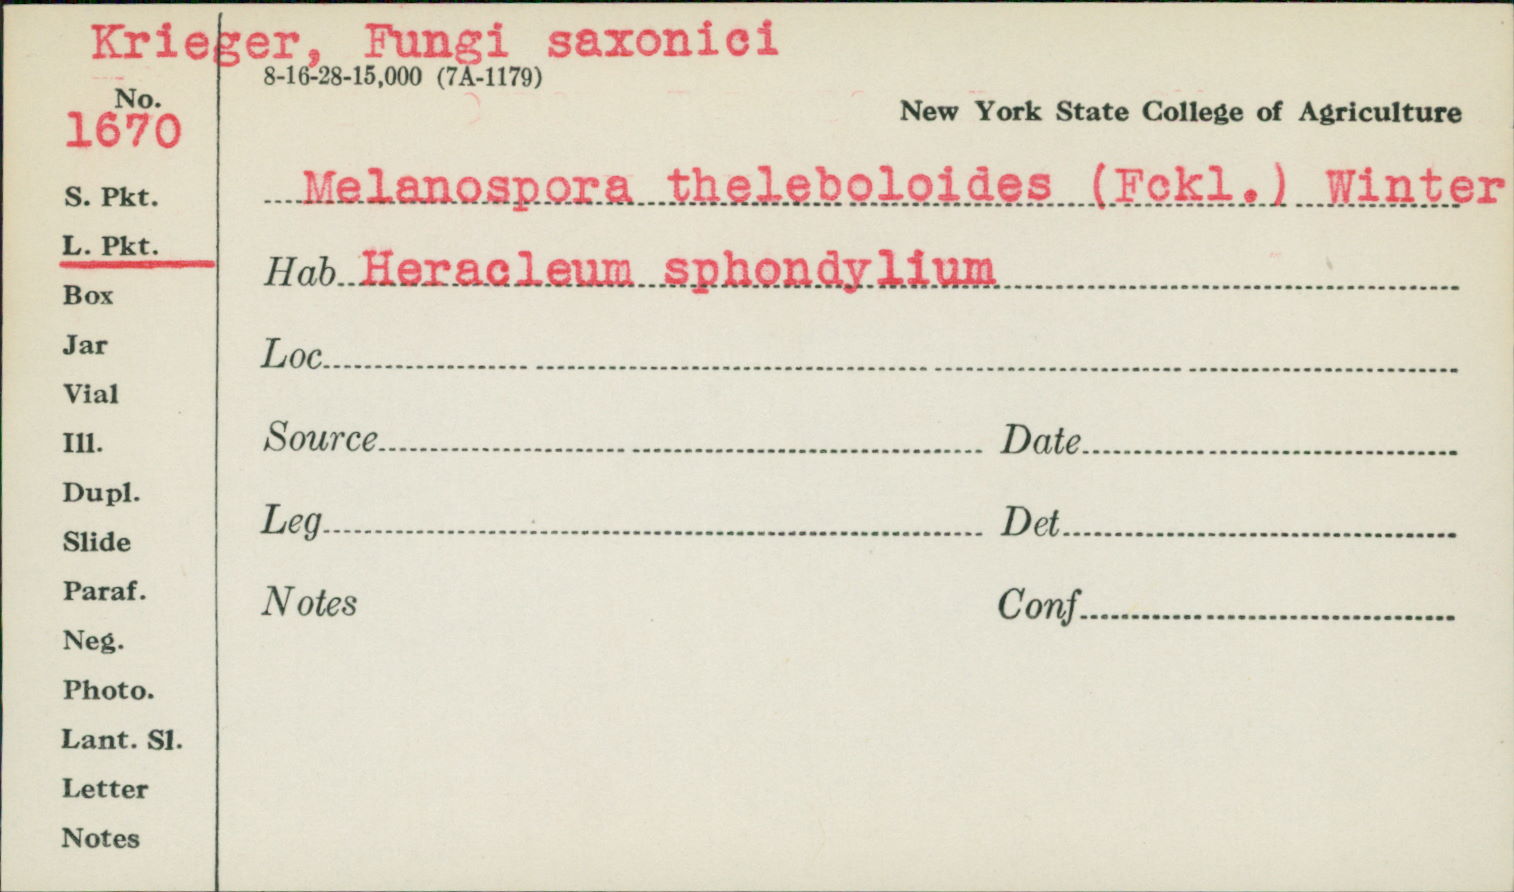 Krieger, Fungi saxonici
8-16-28-15,000 (7A-1179)
No.
1670
New York State College of Agriculture
Melanospora theleboloides (Fckl.) Winter
S. Pkt.
L. Pkt.
Hab. Heracleum sphondylium
Box
Jar
Loc
Vial
Ill.
Source Date
Dupl.
Slide
Leg Det
Paraf.
Notes Conf
Neg.
Photo.
Lant. Sl.
Letter
Notes